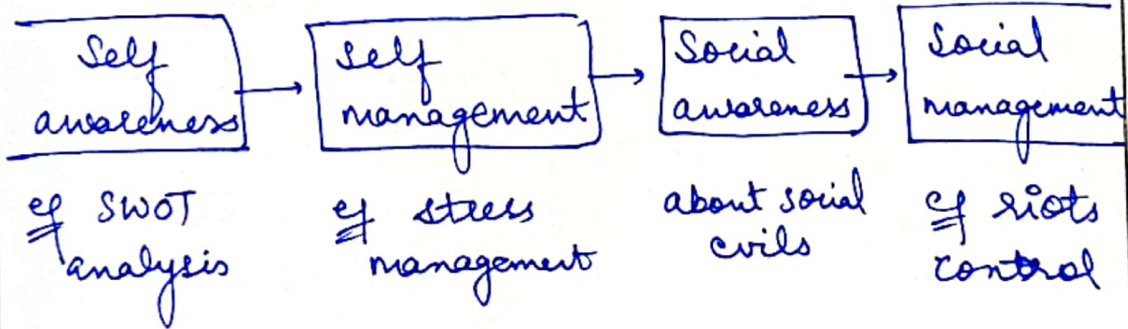 Self
awareness
Self
management
Social
awareness
Social
management
eg SWOT
analysis
eg stress
management
about social
evils
eg riots
control